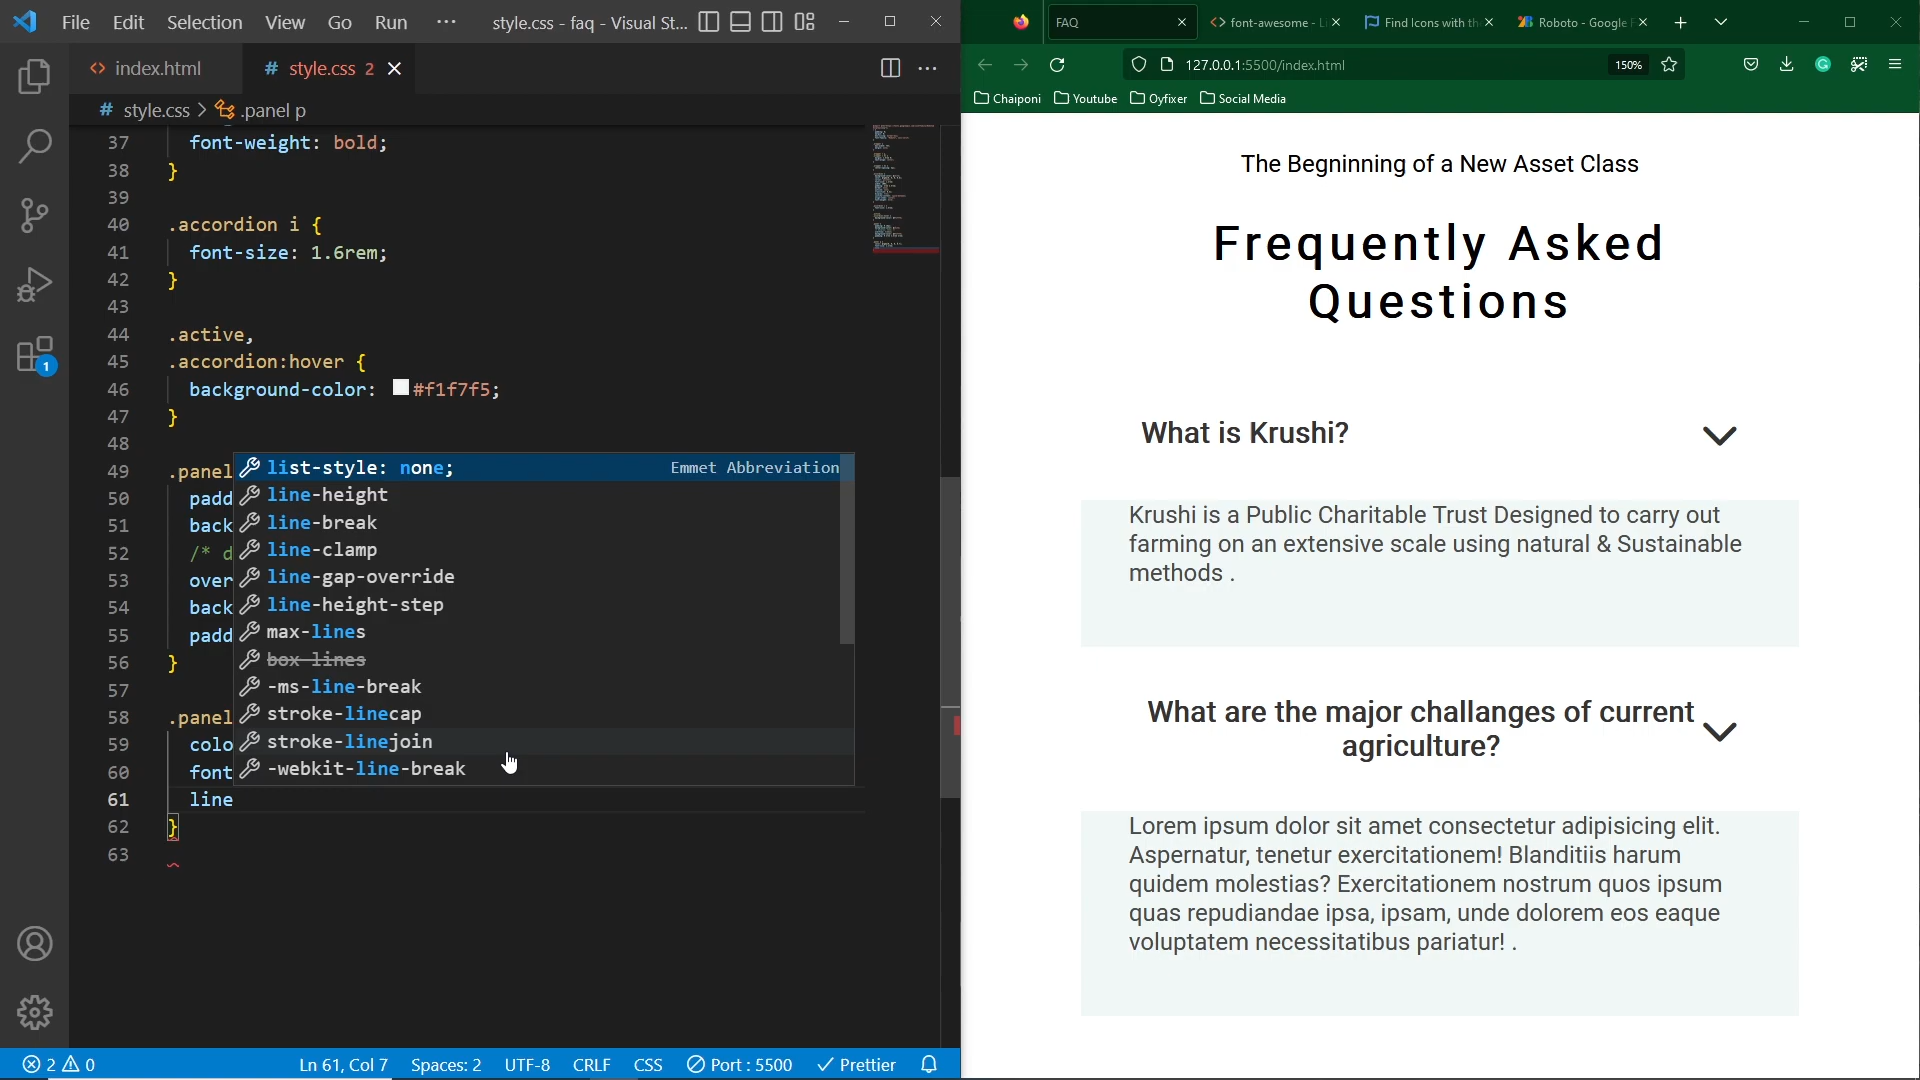 File Edit Selection View Go Run ··· style.css - faq - Visual St...
index.html # style.css 2
# style.css > .panel p
37 font-weight: bold;
38 }
39
40 .accordion i {
41 font-size: 1.6rem;
42 }
43
44 .active,
45 .accordion:hover {
46 background-color: #f1f7f5;
47 }
48
49 .panel
50 padd
51 back
52 /* d
53 over
54 back
55 padd
56 }
57
58 .panel
59 colo
60 font
61 line
62 }
63
list-style: none; Emmet Abbreviation
line-height
line-break
line-clamp
line-gap-override
line-height-step
max-lines
box-lines
-ms-line-break
stroke-linecap
stroke-linejoin
-webkit-line-break
1
2 0 Ln 61, Col 7 Spaces: 2 UTF-8 CRLF CSS Port : 5500 Prettier
FAQ font-awesome - Li Find Icons with th Roboto - Google F
127.0.0.1:5500/index.html 150%
Chaiponi Youtube Oyfixer Social Media
The Begninning of a New Asset Class
Frequently Asked
Questions
What is Krushi?
Krushi is a Public Charitable Trust Designed to carry out
farming on an extensive scale using natural & Sustainable
methods .
What are the major challanges of current
agriculture?
Lorem ipsum dolor sit amet consectetur adipisicing elit.
Aspernatur, tenetur exercitationem! Blanditiis harum
quidem molestias? Exercitationem nostrum quos ipsum
quas repudiandae ipsa, ipsam, unde dolorem eos eaque
voluptatem necessitatibus pariatur! .